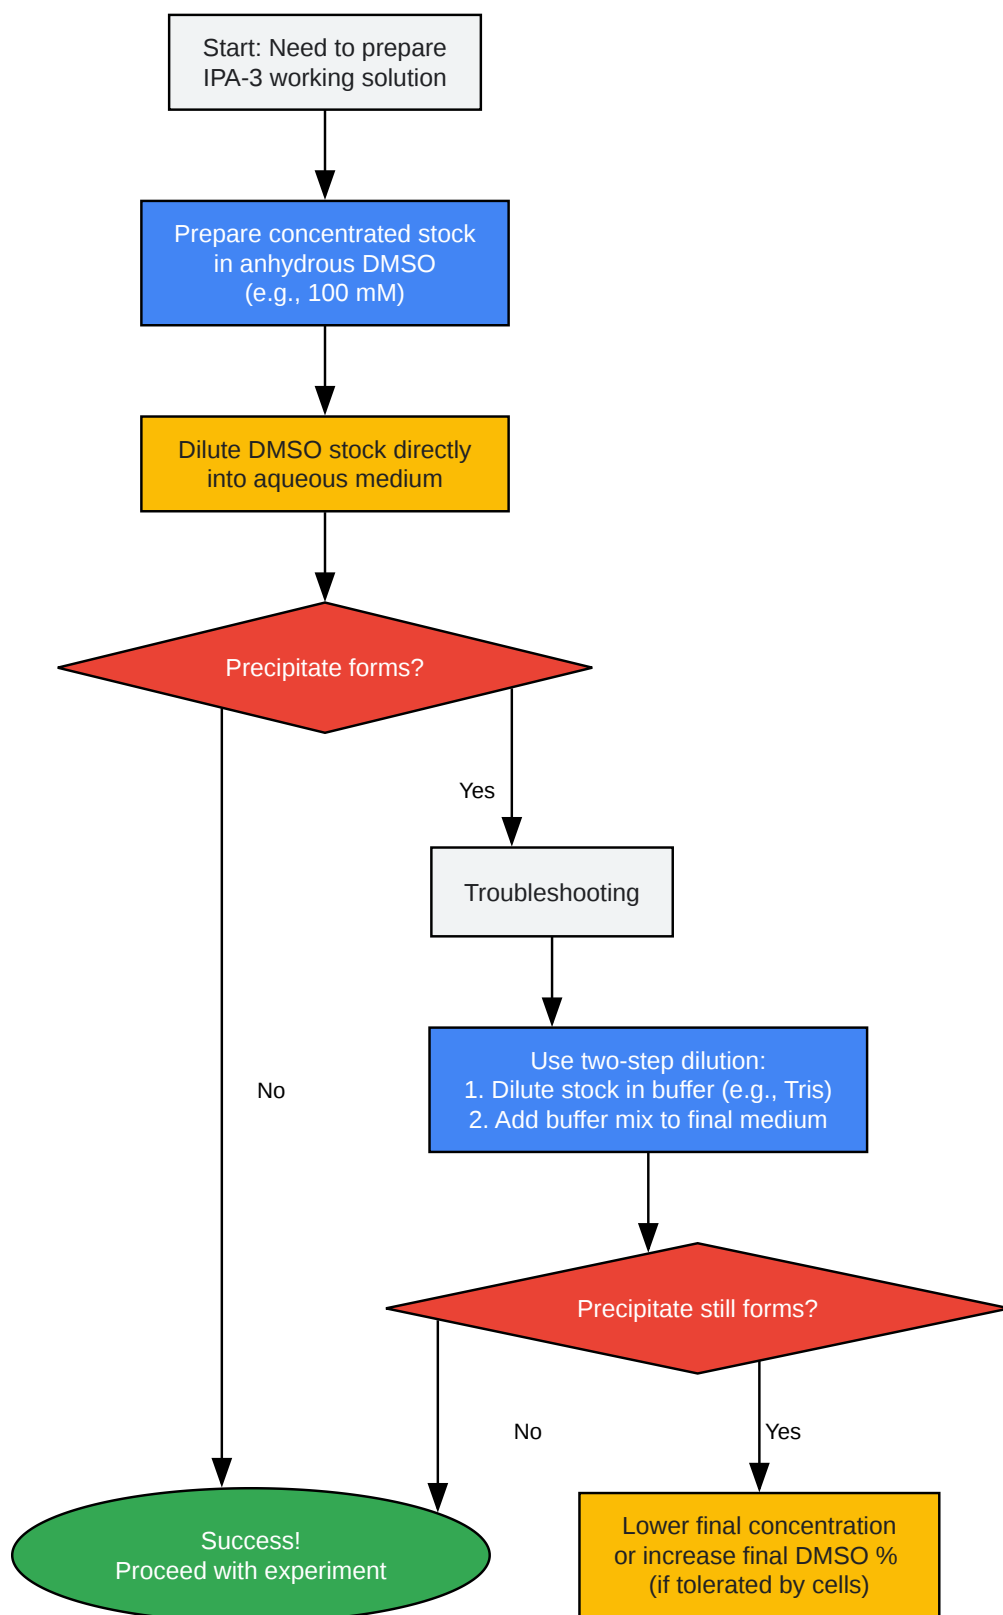 Start: Need to prepare
IPA-3 working solution
Prepare concentrated stock
in anhydrous DMSO
(e.g., 100 mM)
Dilute DMSO stock directly
into aqueous medium
Precipitate forms?
Yes
Troubleshooting
Use two-step dilution:
1. Dilute stock in buffer (e.g., Tris)
2. Add buffer mix to final medium
No
Precipitate still forms?
No
Yes
Success!
Proceed with experiment
Lower final concentration
or increase final DMSO %
(if tolerated by cells)